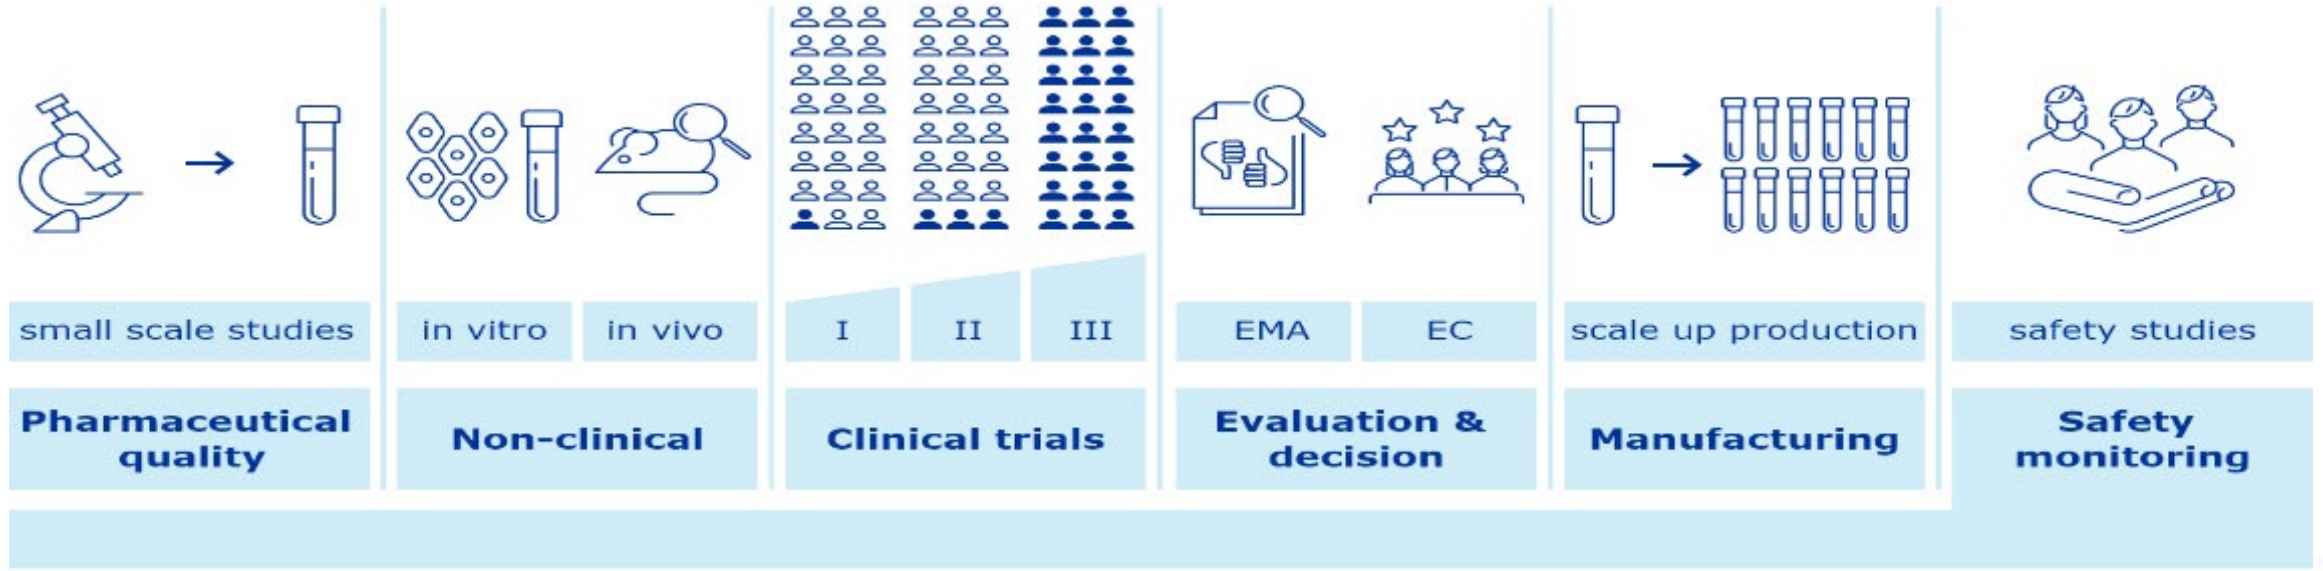 small scale studies
in vitro
in vivo
I
II
III
EMA
EC
scale up production
safety studies
Pharmaceutical
quality
Non-clinical
Clinical trials
Evaluation &
decision
Manufacturing
Safety
monitoring